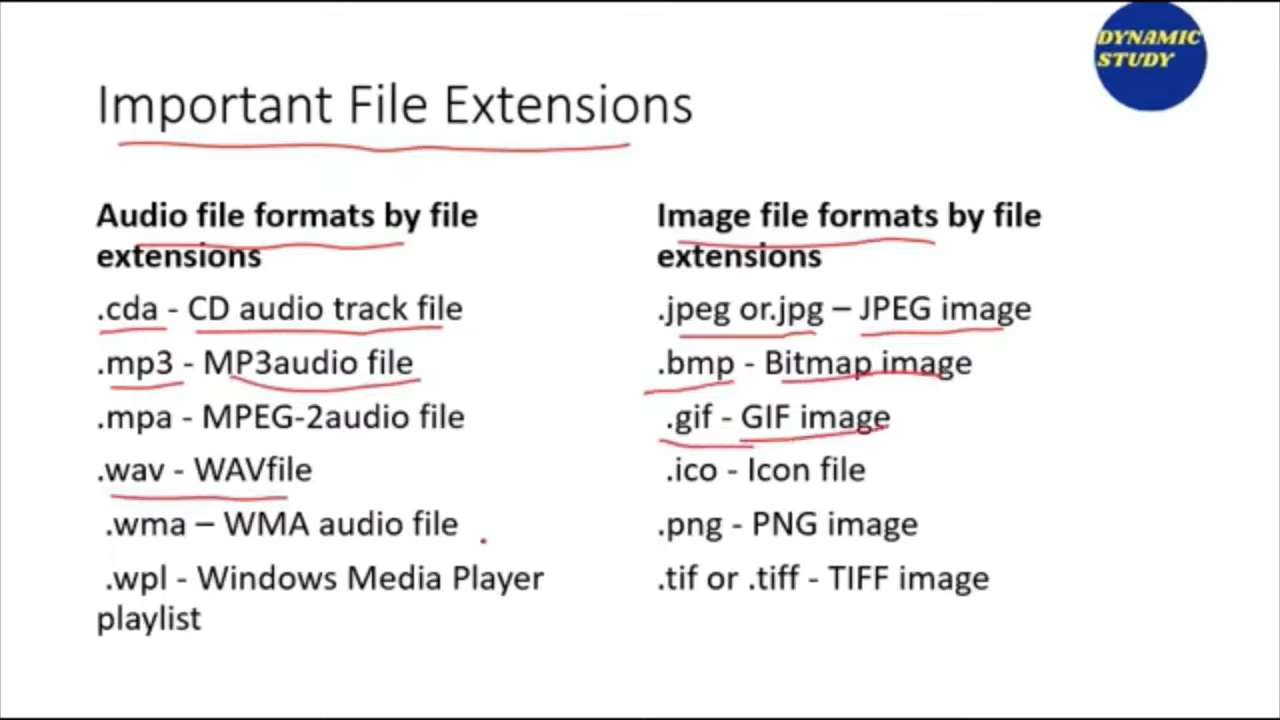 DYNAMIC
STUDY
Important File Extensions
Audio file formats by file
extensions
.cda - CD audio track file
.mp3 - MP3audio file
.mpa - MPEG-2audio file
.wav - WAVfile
.wma – WMA audio file
.wpl - Windows Media Player
playlist
Image file formats by file
extensions
.jpeg or.jpg – JPEG image
.bmp - Bitmap image
.gif - GIF image
.ico - Icon file
.png - PNG image
.tif or .tiff - TIFF image